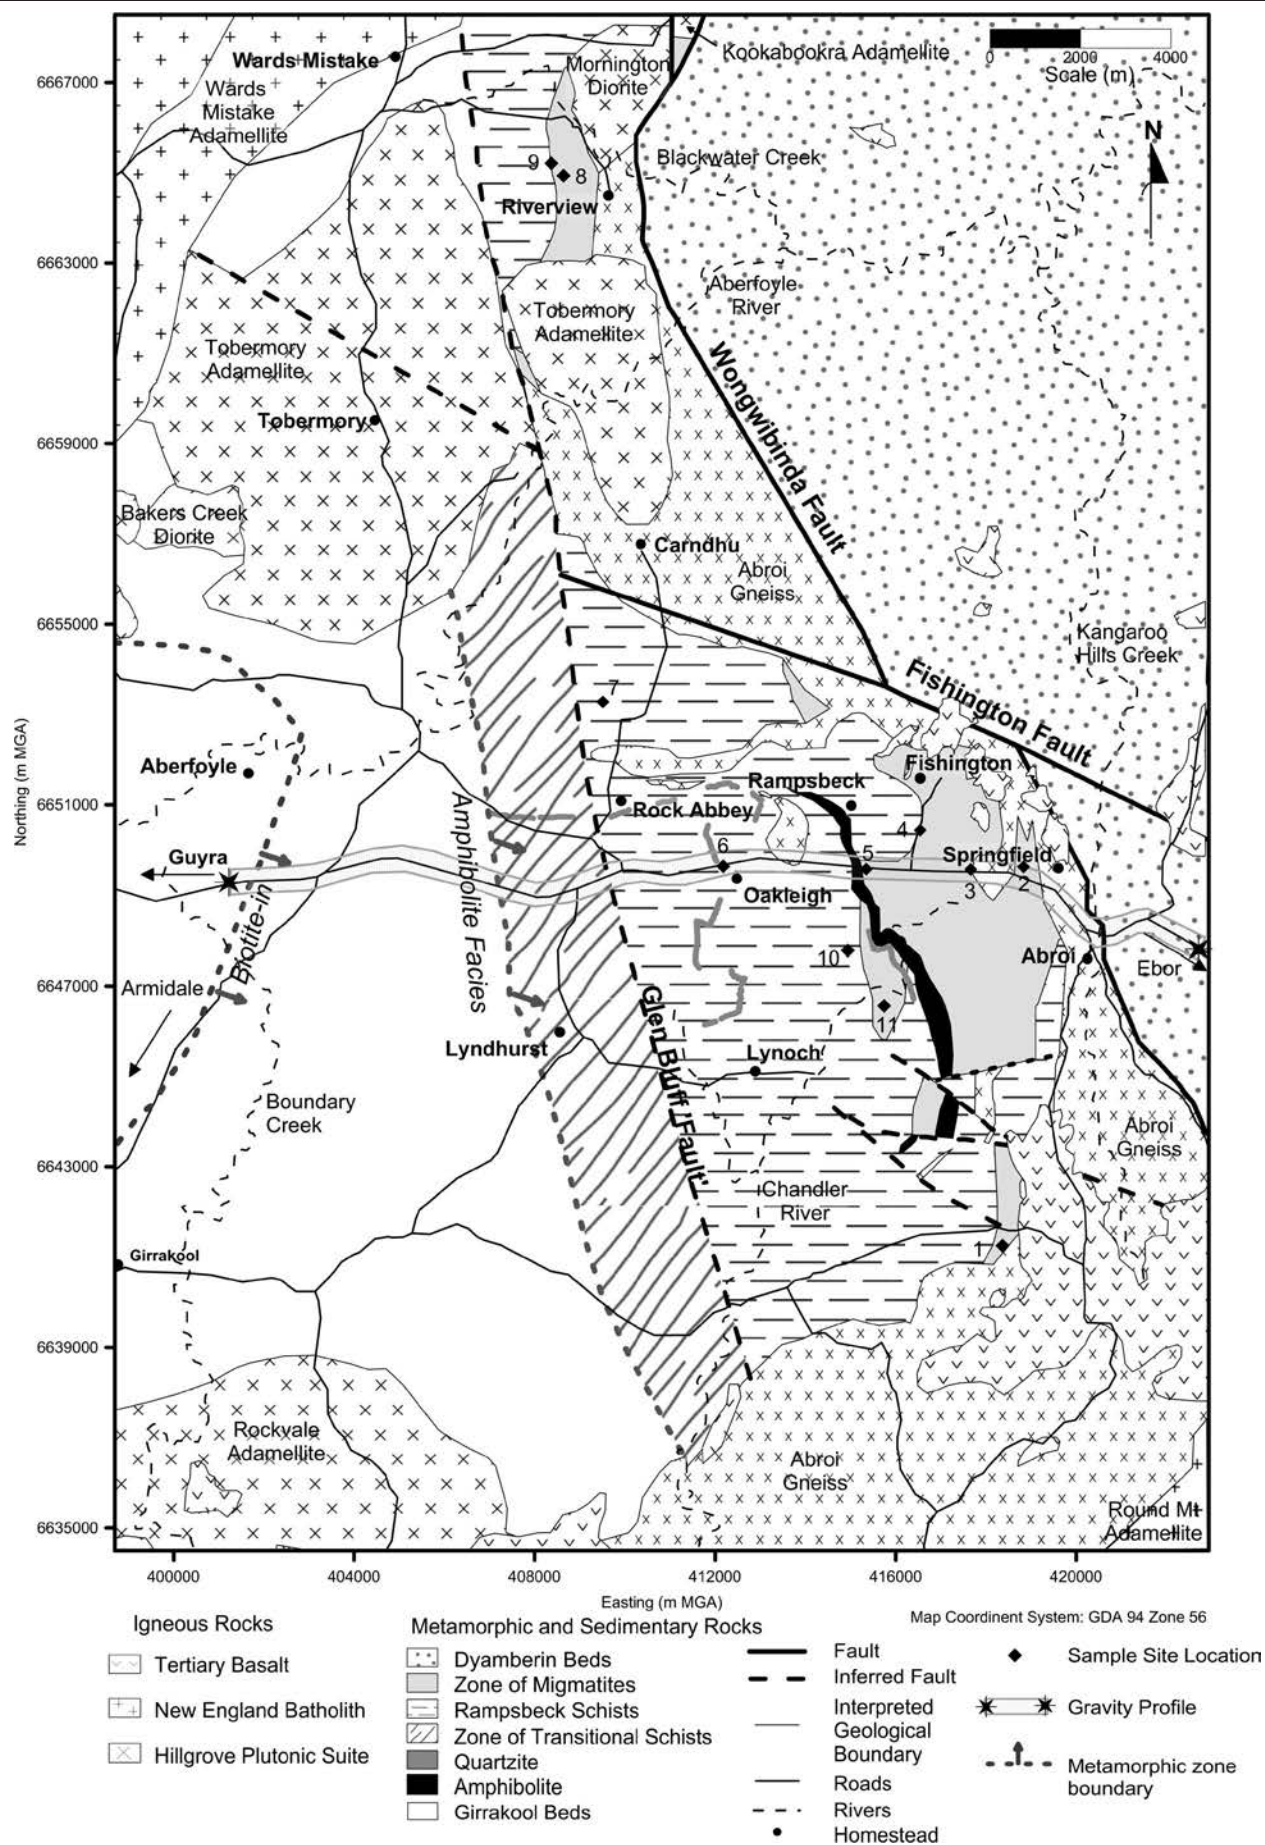 Wards Mistake
Wards
Mistake
Adamellite
Mornington
Diorite
Kookabookra Adamellite
0 2000 4000
Scale (m)
N
Blackwater Creek
9
8
Riverview
Aberfoyle
River
Tobermory
Adamellite
Tobermory
Adamellite
Tobermory
Wongwibinda Fault
Bakers Creek
Diorite
Carndhu
Abroi
Gneiss
Kangaroo
Hills Creek
Fishington Fault
7
Aberfoyle
Fishington
Rampsbeck
Rock Abbey
4
Guyra
6
5
Springfield
3
2
Oakleigh
Biotite-in
Amphibolite Facies
10
Abroi
Ebor
Armidale
11
Glen Bluff 'Fault'
Lyndhurst
Lynoch
Boundary
Creek
Abroi
Gneiss
Chandler
River
1
Girrakool
Rockvale
Adamellite
Abroi
Gneiss
Round Mt
Adamellite
6667000
6663000
6659000
6655000
6651000
6647000
6643000
6639000
6635000
Northing (m MGA)
400000 404000 408000 412000 416000 420000
Easting (m MGA)
Map Coordinent System: GDA 94 Zone 56
Igneous Rocks
Tertiary Basalt
New England Batholith
Hillgrove Plutonic Suite
Metamorphic and Sedimentary Rocks
Dyamberin Beds
Zone of Migmatites
Rampsbeck Schists
Zone of Transitional Schists
Quartzite
Amphibolite
Girrakool Beds
Fault
Inferred Fault
Interpreted
Geological
Boundary
Roads
Rivers
Homestead
Sample Site Location
Gravity Profile
Metamorphic zone
boundary